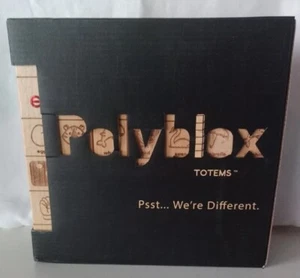 Polyblox
TOTEMS™
Psst... We're Different.